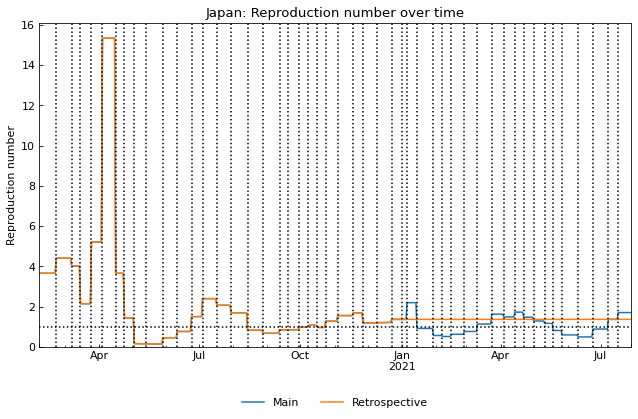 Japan: Reproduction number over time
Reproduction number
16
14
12
10
8
6
4
2
0
Apr
Jul
Oct
Jan
2021
Apr
Jul
Main
Retrospective